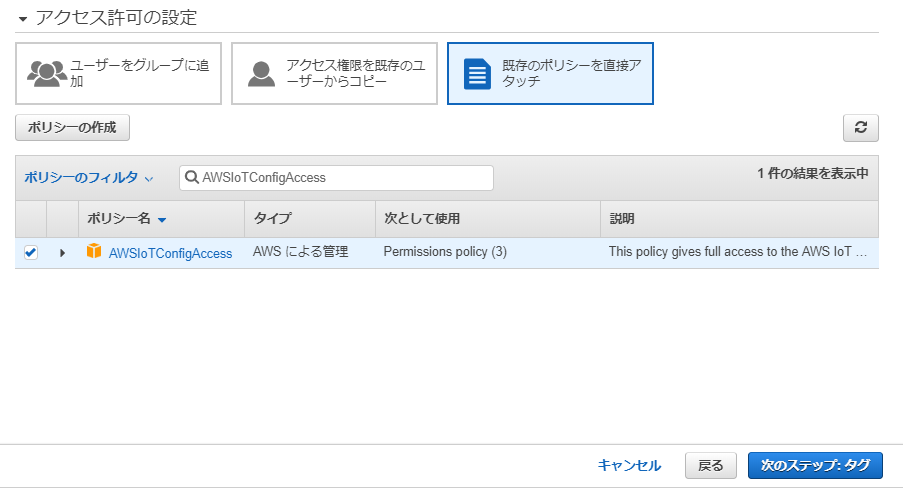 アクセス許可の設定
ユーザーをグループに追
加
アクセス権限を既存のユ
ーザーからコピー
既存のポリシーを直接ア
タッチ
ポリシーの作成
ポリシーのフィルタ AWSIoTConfigAccess 1 件の結果を表示中
ポリシー名 タイプ 次として使用 説明
AWSIoTConfigAccess AWS による管理 Permissions policy (3) This policy gives full access to the AWS IoT ...
キャンセル 戻る 次のステップ: タグ